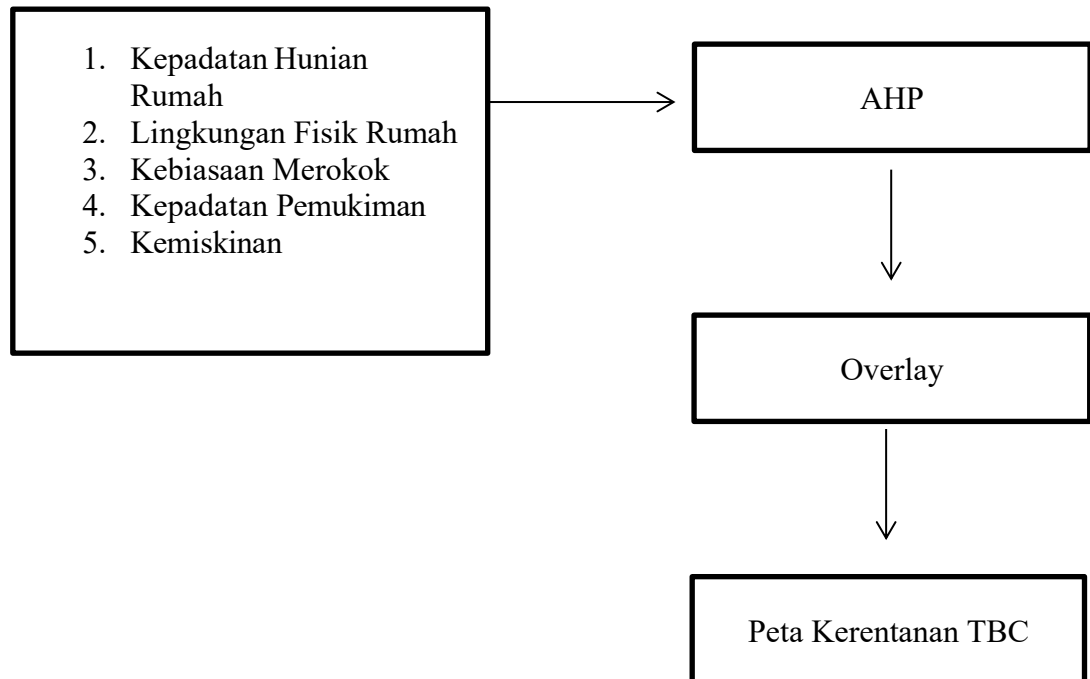 1. Kepadatan Hunian
Rumah
2. Lingkungan Fisik Rumah
3. Kebiasaan Merokok
4. Kepadatan Pemukiman
5. Kemiskinan
AHP
Overlay
Peta Kerentanan TBC